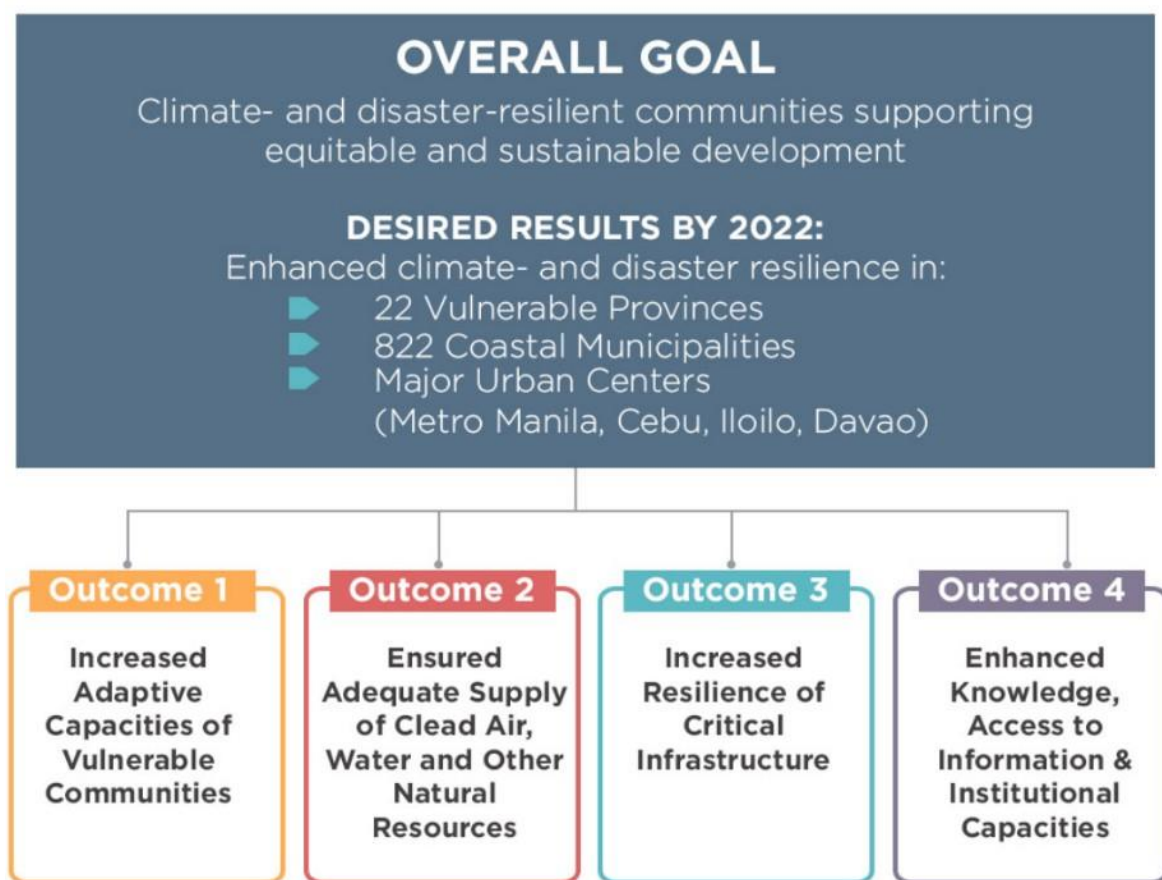 OVERALL GOAL
Climate- and disaster-resilient communities supporting
equitable and sustainable development
DESIRED RESULTS BY 2022:
Enhanced climate- and disaster resilience in:
22 Vulnerable Provinces
822 Coastal Municipalities
Major Urban Centers
(Metro Manila, Cebu, Iloilo, Davao)
Outcome 1
Increased
Adaptive
Capacities of
Vulnerable
Communities
Outcome 2
Ensured
Adequate Supply
of Clead Air,
Water and Other
Natural
Resources
Outcome 3
Increased
Resilience of
Critical
Infrastructure
Outcome 4
Enhanced
Knowledge,
Access to
Information &
Institutional
Capacities